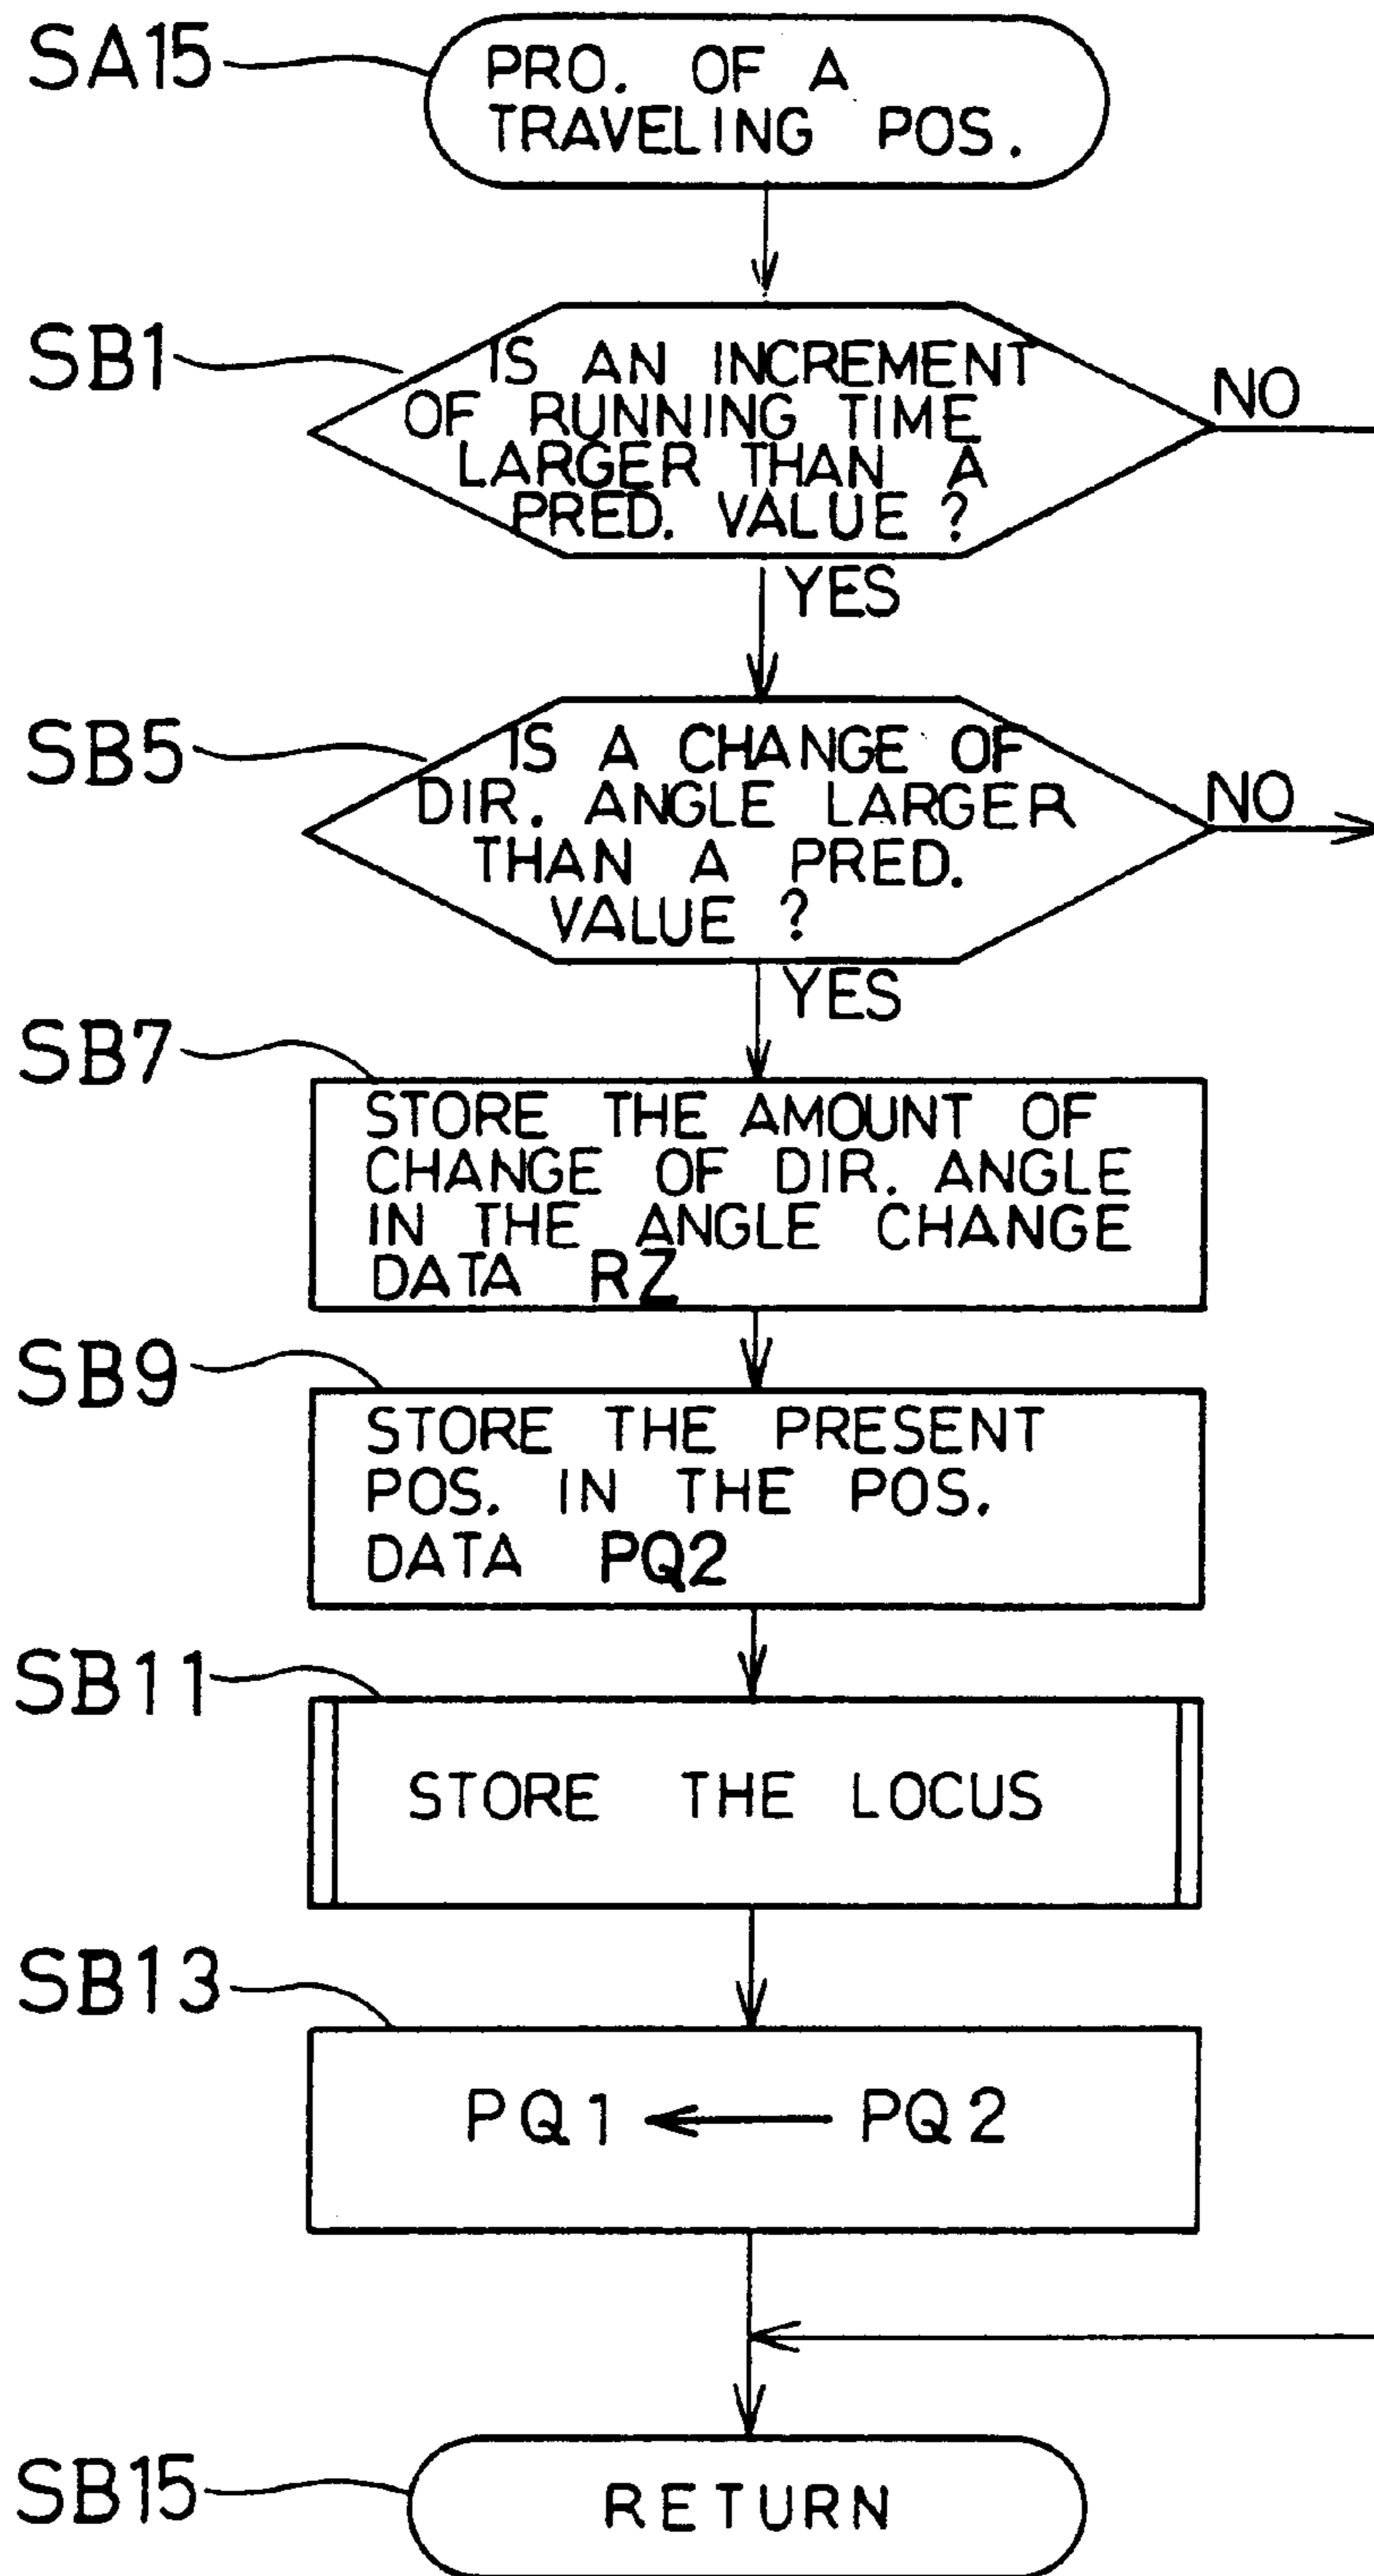 SA15
PRO. OF A
TRAVELING POS.
SB1
IS AN INCREMENT
OF RUNNING TIME
LARGER THAN A
PRED. VALUE ?
NO
YES
SB5
IS A CHANGE OF
DIR. ANGLE LARGER
THAN A PRED.
VALUE ?
NO
YES
SB7
STORE THE AMOUNT OF
CHANGE OF DIR. ANGLE
IN THE ANGLE CHANGE
DATA RZ
SB9
STORE THE PRESENT
POS. IN THE POS.
DATA PQ2
SB11
STORE THE LOCUS
SB13
PQ1 ← PQ2
SB15
RETURN